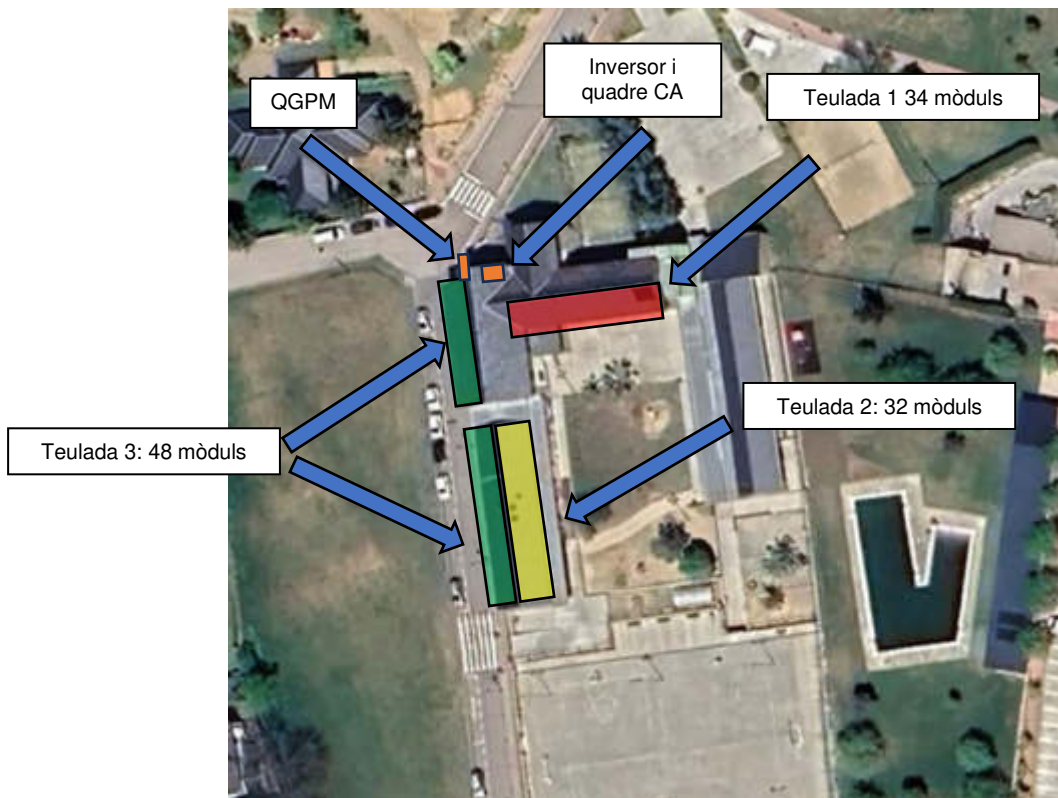 Inversor i
quadre CA
QGPM
Teulada 1 34 mòduls
Teulada 2: 32 mòduls
Teulada 3: 48 mòduls